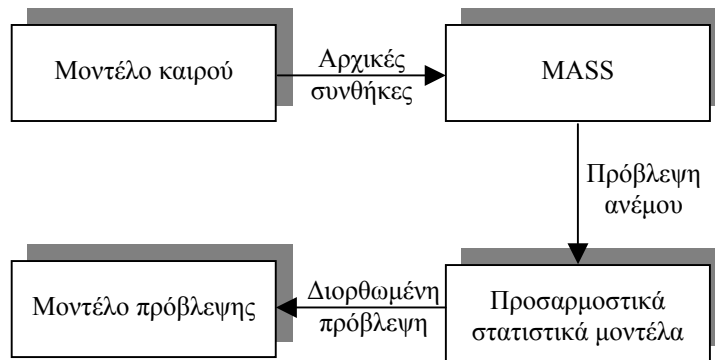 Μοντέλο καιρού
Αρχικές
συνθήκες
MASS
Πρόβλεψη
ανέμου
Μοντέλο πρόβλεψης
Διορθωμένη
πρόβλεψη
Προσαρμοστικά
στατιστικά μοντέλα